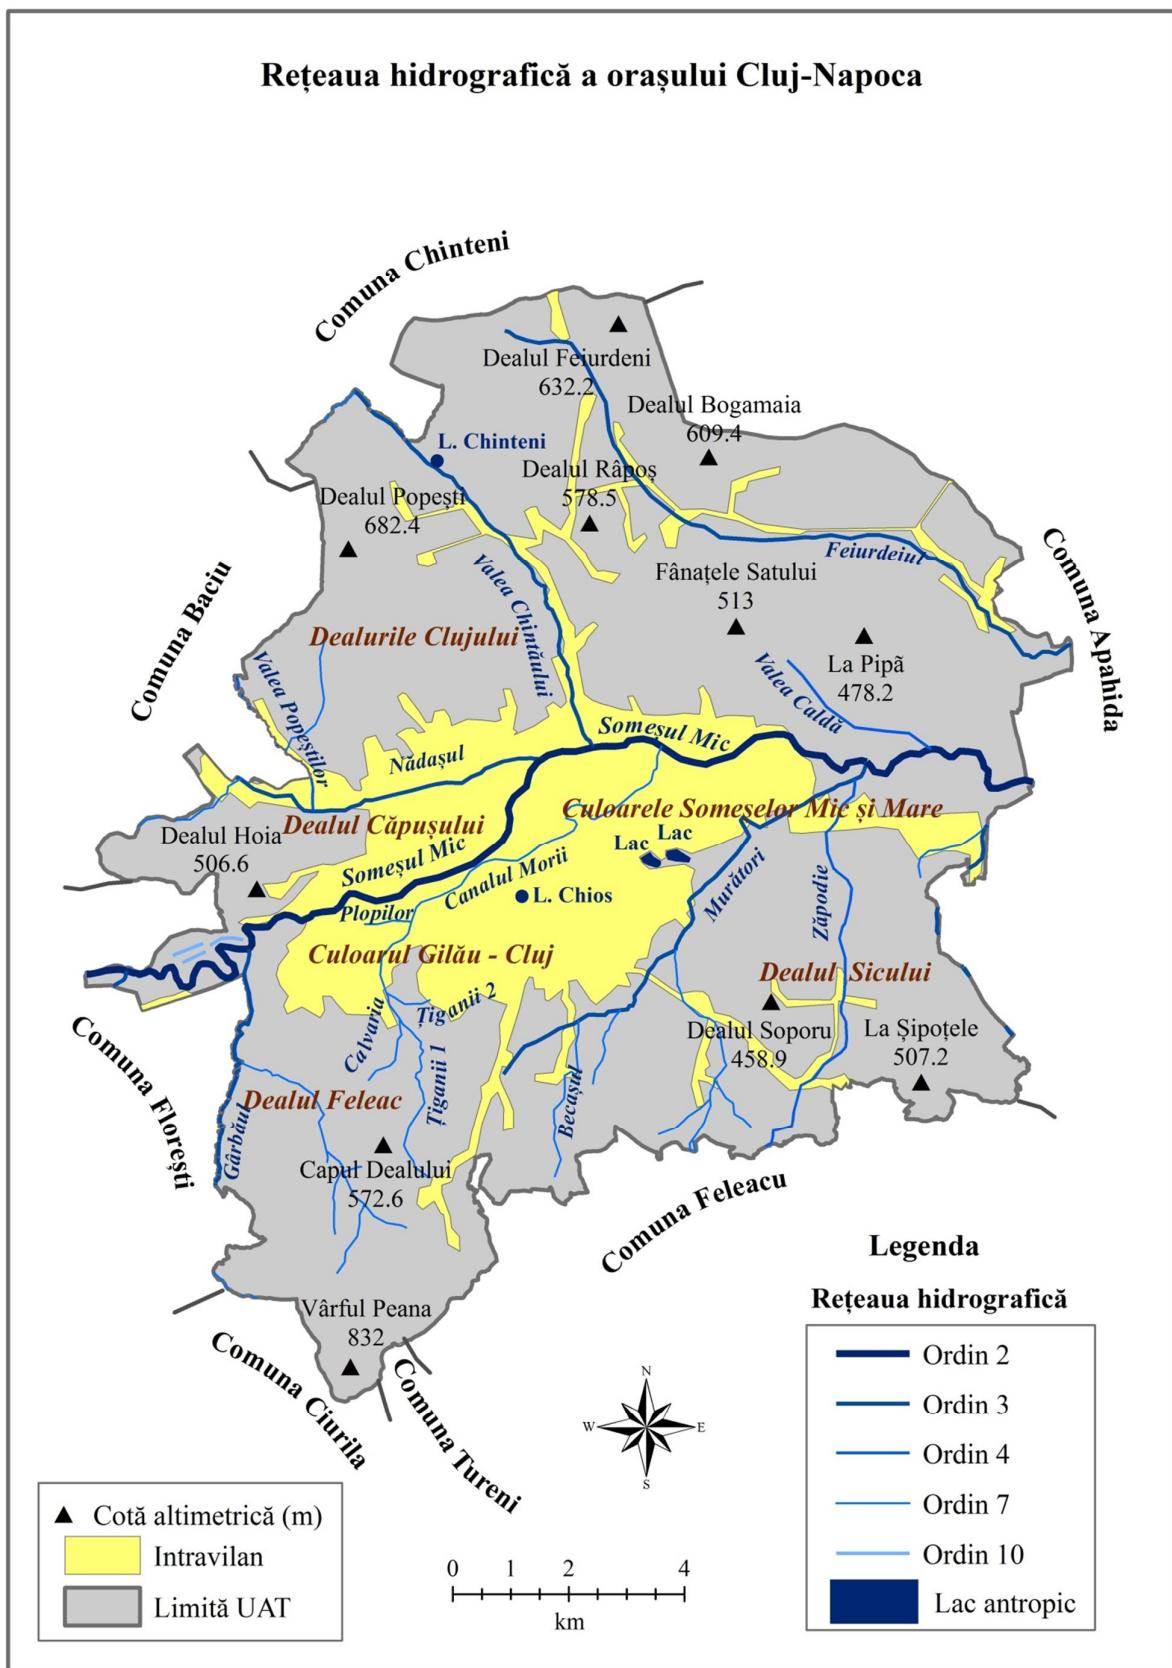 Rețeaua hidrografică a orașului Cluj-Napoca
Comuna Chinteni
Dealul Feiurdeni
632.2
Dealul Bogamaia
609.4
L. Chinteni
Dealul Râpoș
578.5
Dealul Popești
682.4
Feiurdeiul
Comuna Apahida
Valea Chintăului
Fânațele Satului
513
Comuna Baciu
Dealurile Clujului
La Pipã
478.2
Valea Popeștilor
Valea Caldă
Someșul Mic
Nădașul
Culoarele Someselor Mic și Mare
Dealul Căpușului
Dealul Hoia
506.6
Someșul Mic
Lac
Lac
Canalul Morii
Murători
L. Chios
Plopilor
Zăpodie
Culoarul Gilău - Cluj
Dealul Sicului
Țiganii 2
Calvaria
Dealul Soporu
458.9
La Șipoțele
507.2
Țiganii 1
Comuna Florești
Dealul Feleac
Becașul
Gârbăul
Capul Dealului
572.6
Comuna Feleacu
Vârful Peana
832
Comuna Ciurila
Comuna Tureni
N
W
E
S
Legenda
Rețeaua hidrografică
Ordin 2
Ordin 3
Ordin 4
Ordin 7
Ordin 10
Lac antropic
Cotă altimetrică (m)
Intravilan
Limită UAT
0 1 2 4
km